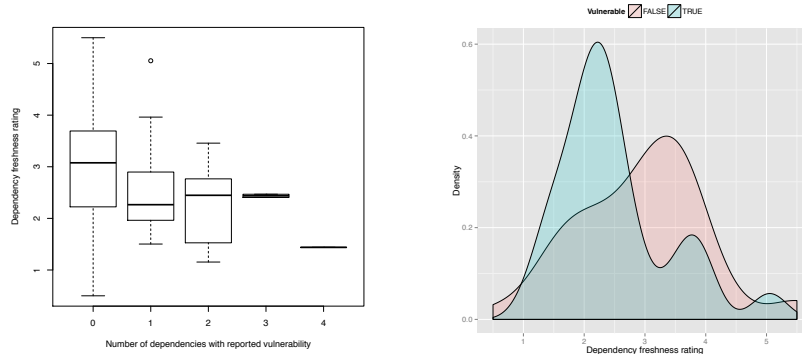 Dependency freshness rating
5
4
3
2
1
0 1 2 3 4
Number of dependencies with reported vulnerability
Vulnerable FALSE TRUE
Density
0.6
0.4
0.2
0.0
1 2 3 4 5
Dependency freshness rating